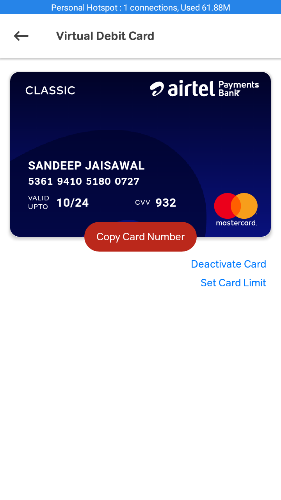 Personal Hotspot : 1 connections, Used 61.88M
Virtual Debit Card
CLASSIC
airtel Payments Bank
SANDEEP JAISAWAL
5361 9410 5180 0727
VALID UPTO 10/24 CVV 932
mastercard.
Copy Card Number
Deactivate Card
Set Card Limit